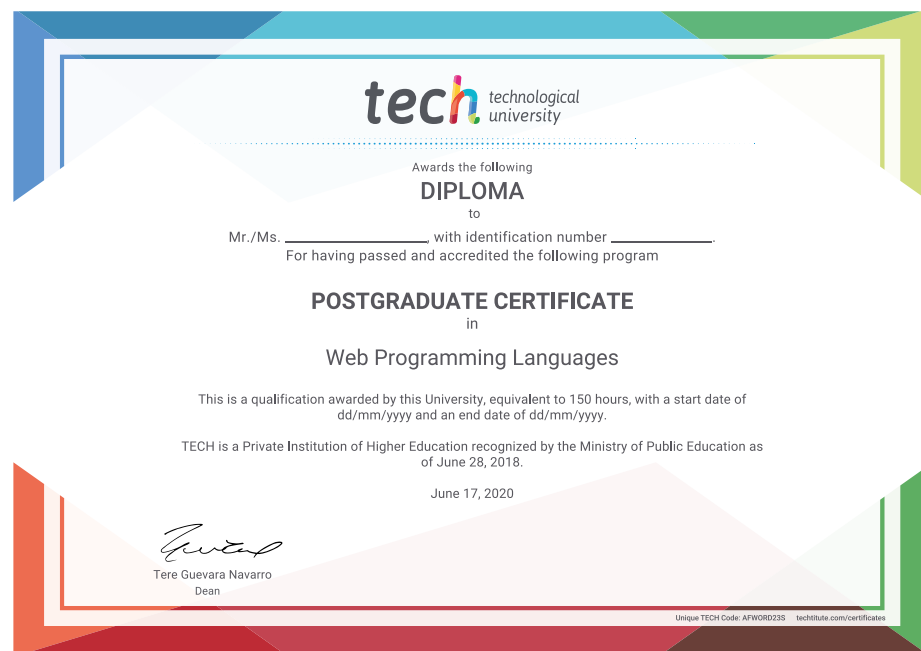 tech technological
university
Awards the following
DIPLOMA
to
Mr./Ms. ____________, with identification number _________.
For having passed and accredited the following program
POSTGRADUATE CERTIFICATE
in
Web Programming Languages
This is a qualification awarded by this University, equivalent to 150 hours, with a start date of
dd/mm/yyyy and an end date of dd/mm/yyyy.
TECH is a Private Institution of Higher Education recognized by the Ministry of Public Education as
of June 28, 2018.
June 17, 2020
Tere Guevara Navarro
Dean
Unique TECH Code: AFWORD23S techtitute.com/certificates